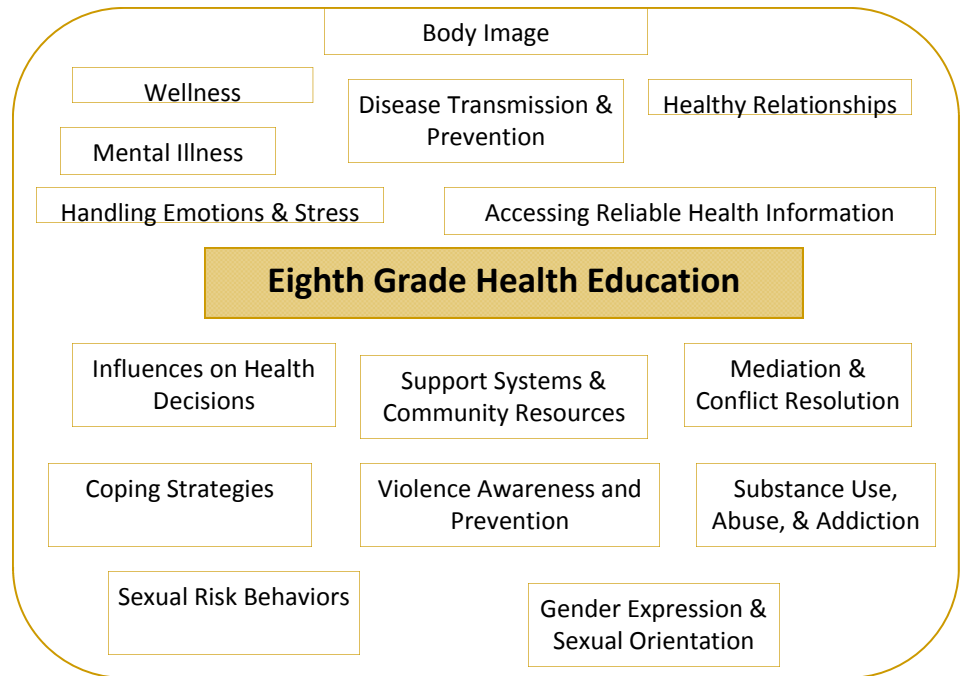 Body Image
Wellness
Disease Transmission &
Prevention
Healthy Relationships
Mental Illness
Handling Emotions & Stress
Accessing Reliable Health Information
Eighth Grade Health Education
Influences on Health
Decisions
Support Systems &
Community Resources
Mediation &
Conflict Resolution
Coping Strategies
Violence Awareness and
Prevention
Substance Use,
Abuse, & Addiction
Sexual Risk Behaviors
Gender Expression &
Sexual Orientation